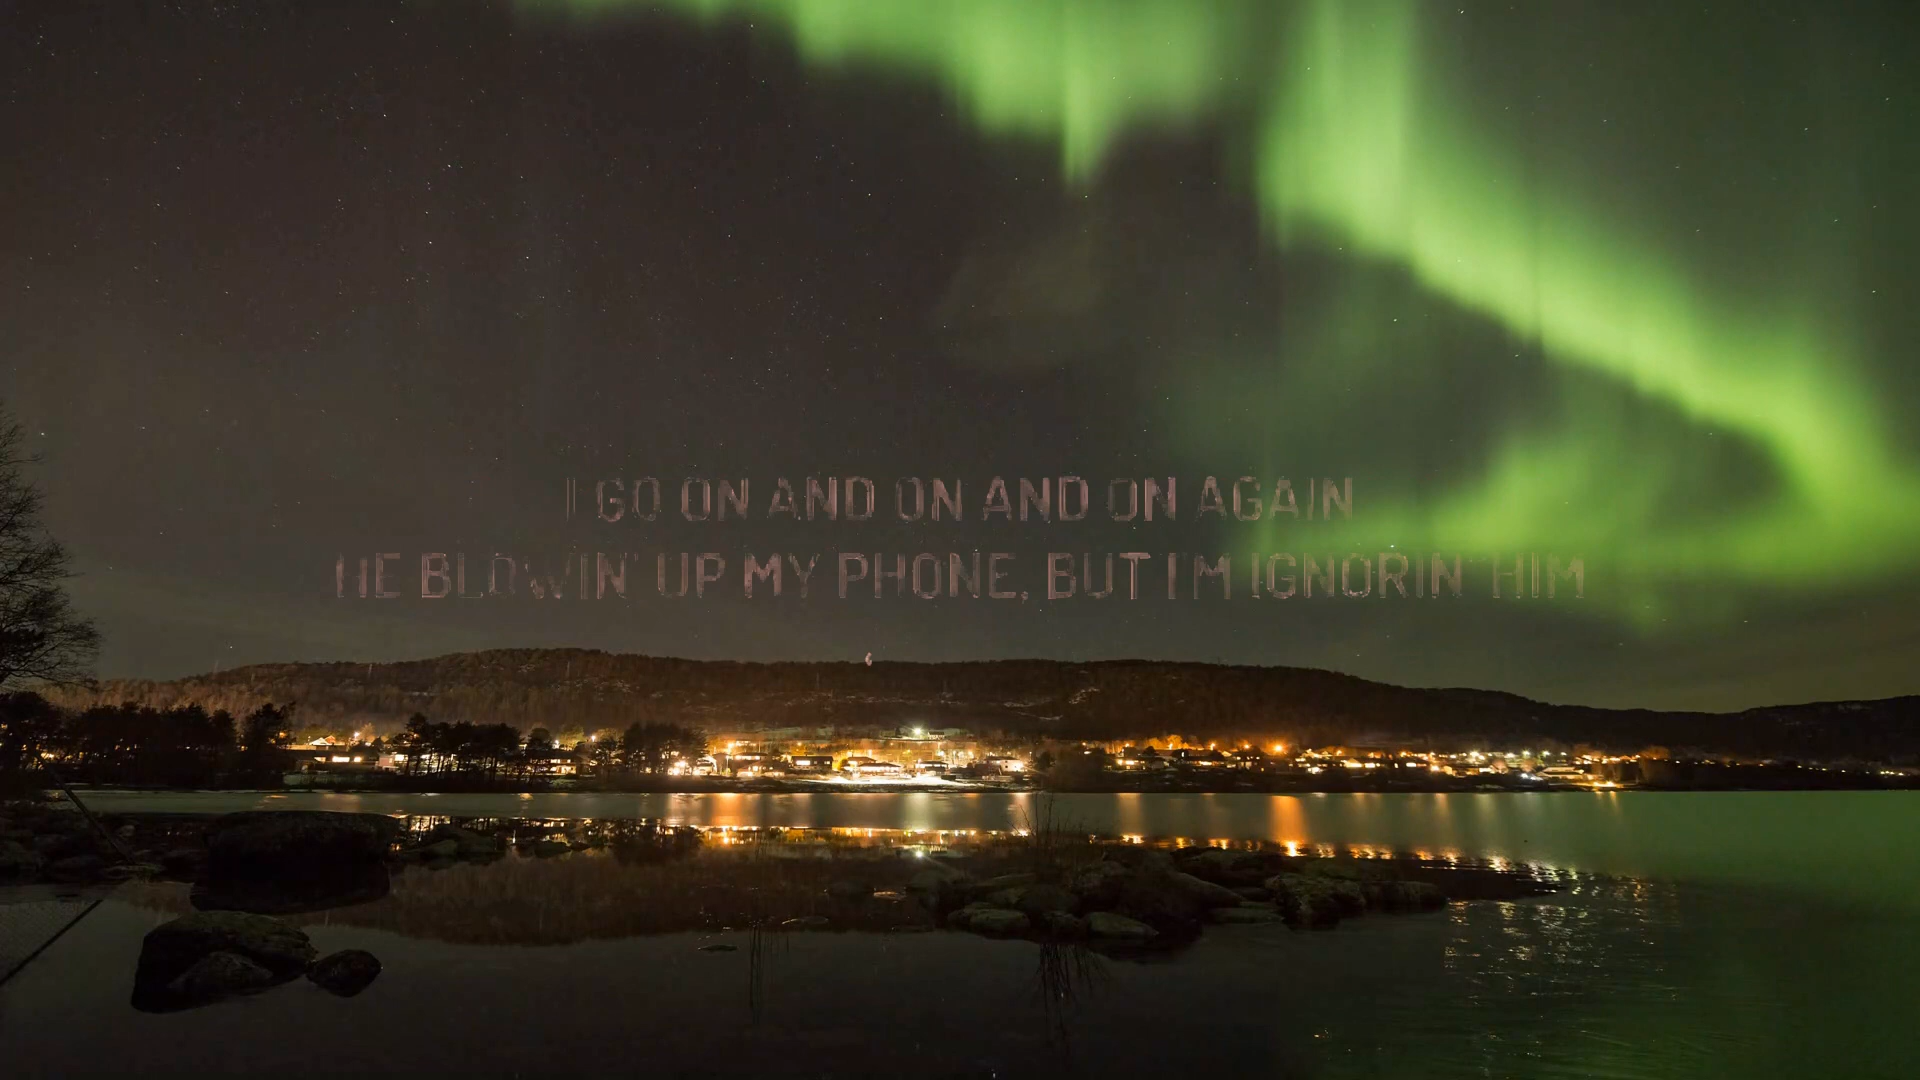 I GO ON AND ON AND ON AGAIN
HE BLOWIN' UP MY PHONE, BUT I'M IGNORIN' HIM